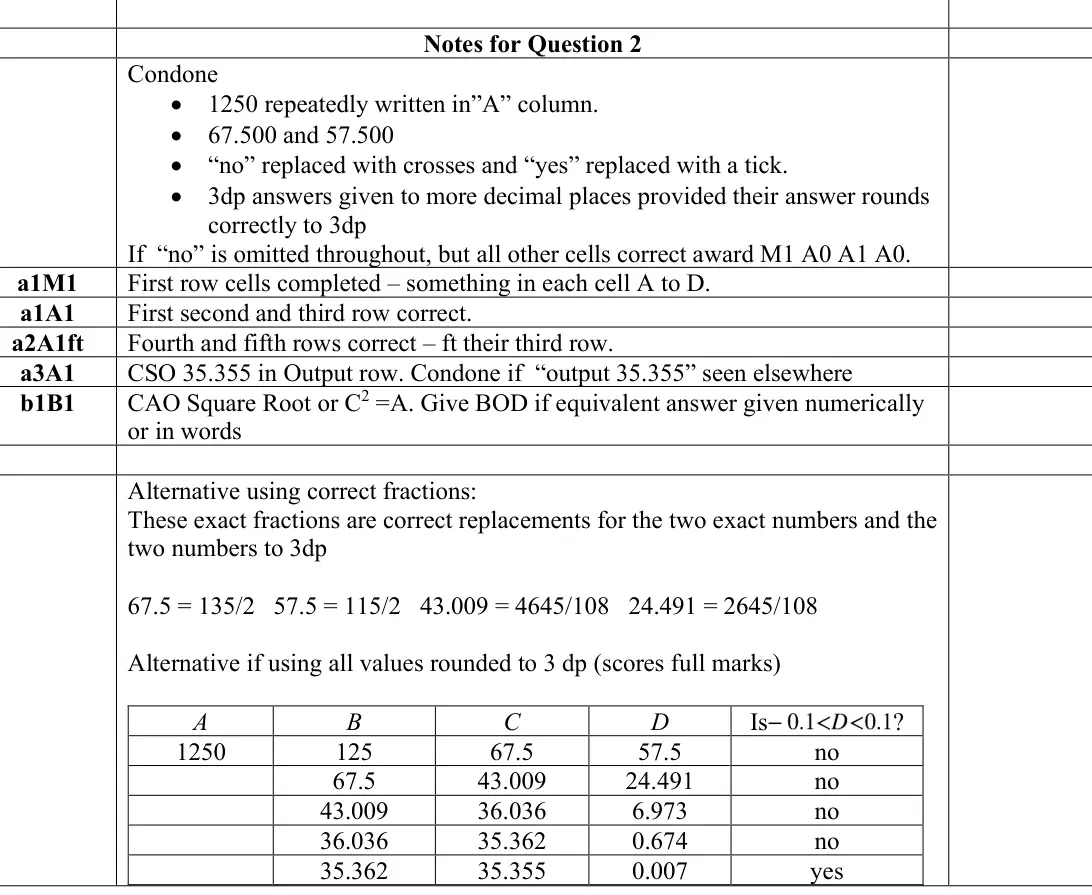 Notes for Question 2
Condone
• 1250 repeatedly written in”A” column.
• 67.500 and 57.500
• “no” replaced with crosses and “yes” replaced with a tick.
• 3dp answers given to more decimal places provided their answer rounds
correctly to 3dp
If “no” is omitted throughout, but all other cells correct award M1 A0 A1 A0.
a1M1 First row cells completed – something in each cell A to D.
a1A1 First second and third row correct.
a2A1ft Fourth and fifth rows correct – ft their third row.
a3A1 CSO 35.355 in Output row. Condone if “output 35.355” seen elsewhere
b1B1 CAO Square Root or C² =A. Give BOD if equivalent answer given numerically
or in words
Alternative using correct fractions:
These exact fractions are correct replacements for the two exact numbers and the
two numbers to 3dp
67.5 = 135/2 57.5 = 115/2 43.009 = 4645/108 24.491 = 2645/108
Alternative if using all values rounded to 3 dp (scores full marks)
A B C D Is− 0.1<D<0.1?
1250 125 67.5 57.5 no
67.5 43.009 24.491 no
43.009 36.036 6.973 no
36.036 35.362 0.674 no
35.362 35.355 0.007 yes